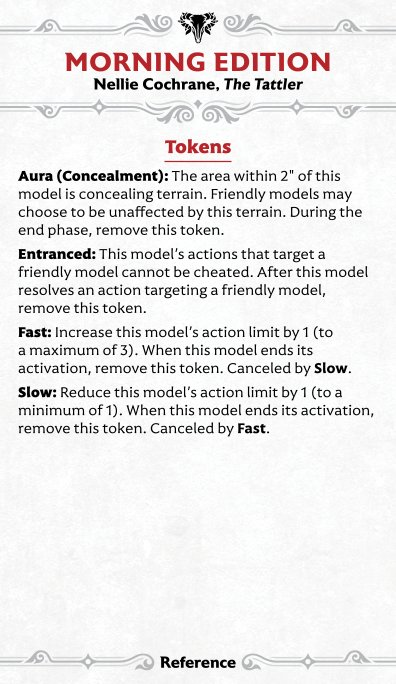 MORNING EDITION
Nellie Cochrane, The Tattler
Tokens
Aura (Concealment): The area within 2" of this
model is concealing terrain. Friendly models may
choose to be unaffected by this terrain. During the
end phase, remove this token.
Entranced: This model's actions that target a
friendly model cannot be cheated. After this model
resolves an action targeting a friendly model,
remove this token.
Fast: Increase this model's action limit by 1 (to
a maximum of 3). When this model ends its
activation, remove this token. Canceled by Slow.
Slow: Reduce this model's action limit by 1 (to a
minimum of 1). When this model ends its activation,
remove this token. Canceled by Fast.
Reference